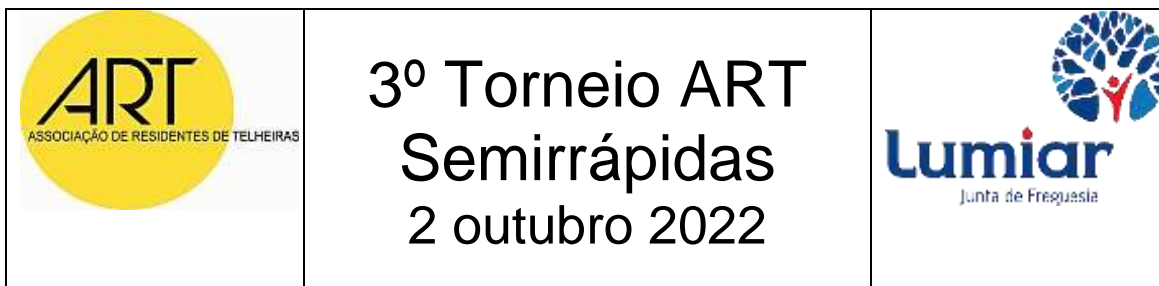 ART
ASSOCIAÇÃO DE RESIDENTES DE TELHEIRAS
3º Torneio ART
Semirrápidas
2 outubro 2022
Lumiar
Junta de Freguesia